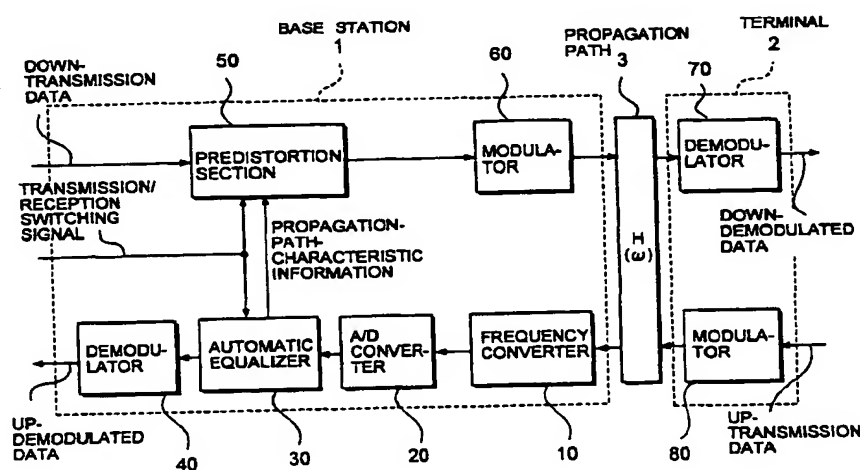 BASE STATION
1
PROPAGATION
PATH
3
TERMINAL
2
DOWN-
TRANSMISSION
DATA
50
60
70
PREDISTORTION
SECTION
MODULA-
TOR
DEMODU-
LATOR
TRANSMISSION/
RECEPTION
SWITCHING
SIGNAL
PROPAGATION-
PATH-
CHARACTERISTIC
INFORMATION
H
(ω)
DOWN-
DEMODULATED
DATA
DEMODU-
LATOR
AUTOMATIC
EQUALIZER
A/D
CONVER-
TER
FREQUENCY
CONVERTER
MODULA-
TOR
UP-
DEMODULATED
DATA
40
30
20
10
80
UP-
TRANSMISSION
DATA